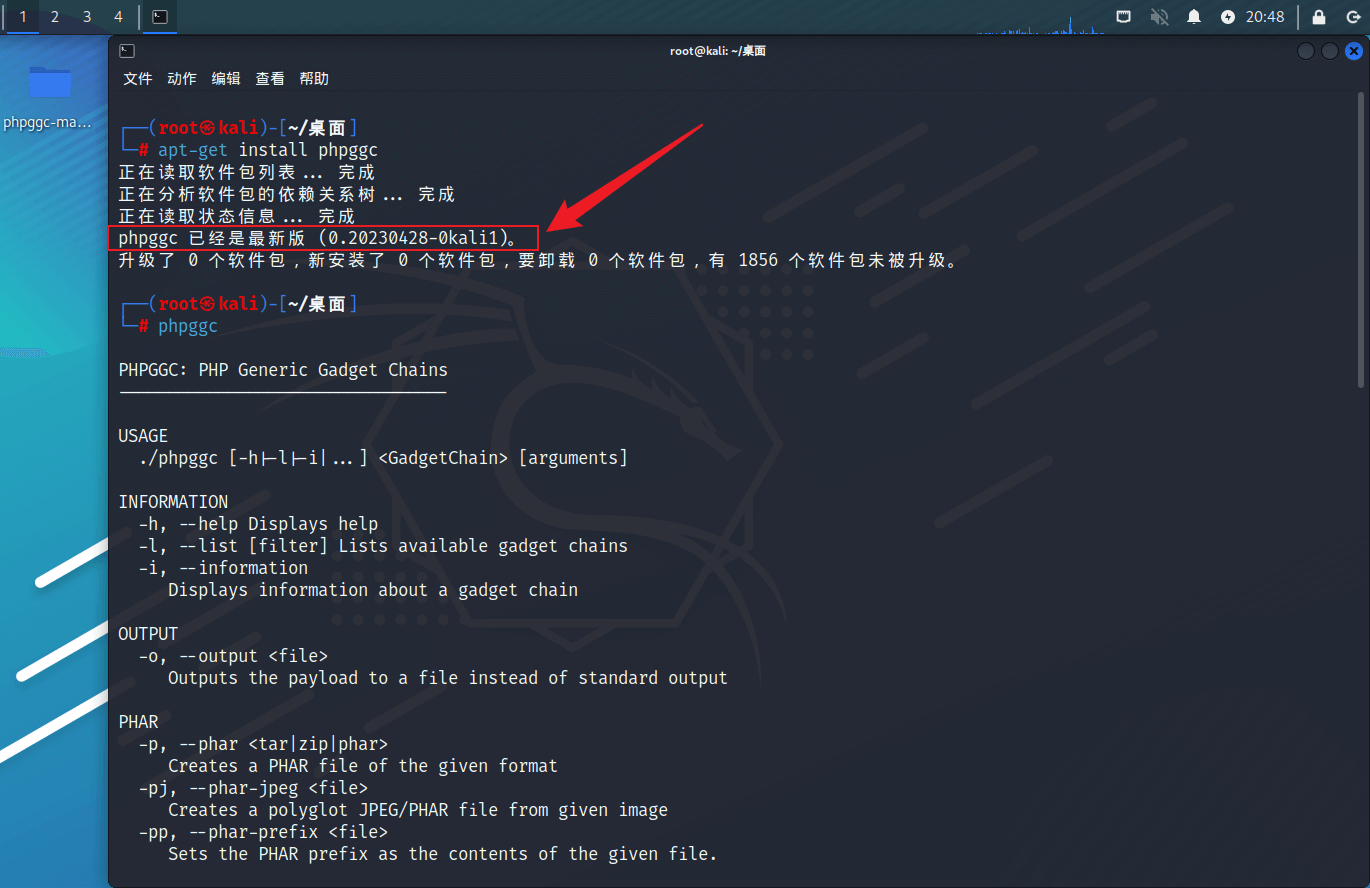 1 2 3 4 20:48
root@kali: ~/桌面
文件 动作 编辑 查看 帮助
phpggc-ma...
┌──(root㉿kali)-[~/桌面]
└─# apt-get install phpggc
正在读取软件包列表... 完成
正在分析软件包的依赖关系树... 完成
正在读取状态信息... 完成
phpggc 已经是最新版 (0.20230428-0kali1)。
升级了 0 个软件包，新安装了 0 个软件包，要卸载 0 个软件包，有 1856 个软件包未被升级。
┌──(root㉿kali)-[~/桌面]
└─# phpggc
PHPGGC: PHP Generic Gadget Chains
---------------------------------
USAGE
./phpggc [-h|-l|-i|...] <GadgetChain> [arguments]
INFORMATION
-h, --help Displays help
-l, --list [filter] Lists available gadget chains
-i, --information
Displays information about a gadget chain
OUTPUT
-o, --output <file>
Outputs the payload to a file instead of standard output
PHAR
-p, --phar <tar|zip|phar>
Creates a PHAR file of the given format
-pj, --phar-jpeg <file>
Creates a polyglot JPEG/PHAR file from given image
-pp, --phar-prefix <file>
Sets the PHAR prefix as the contents of the given file.